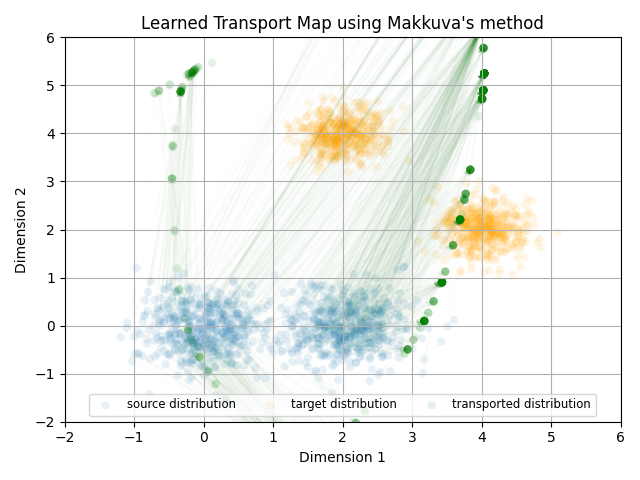 Learned Transport Map using Makkuva's method
6
5
4
3
2
1
0
−1
−2
Dimension 2
source distribution target distribution transported distribution
−2 −1 0 1 2 3 4 5 6
Dimension 1